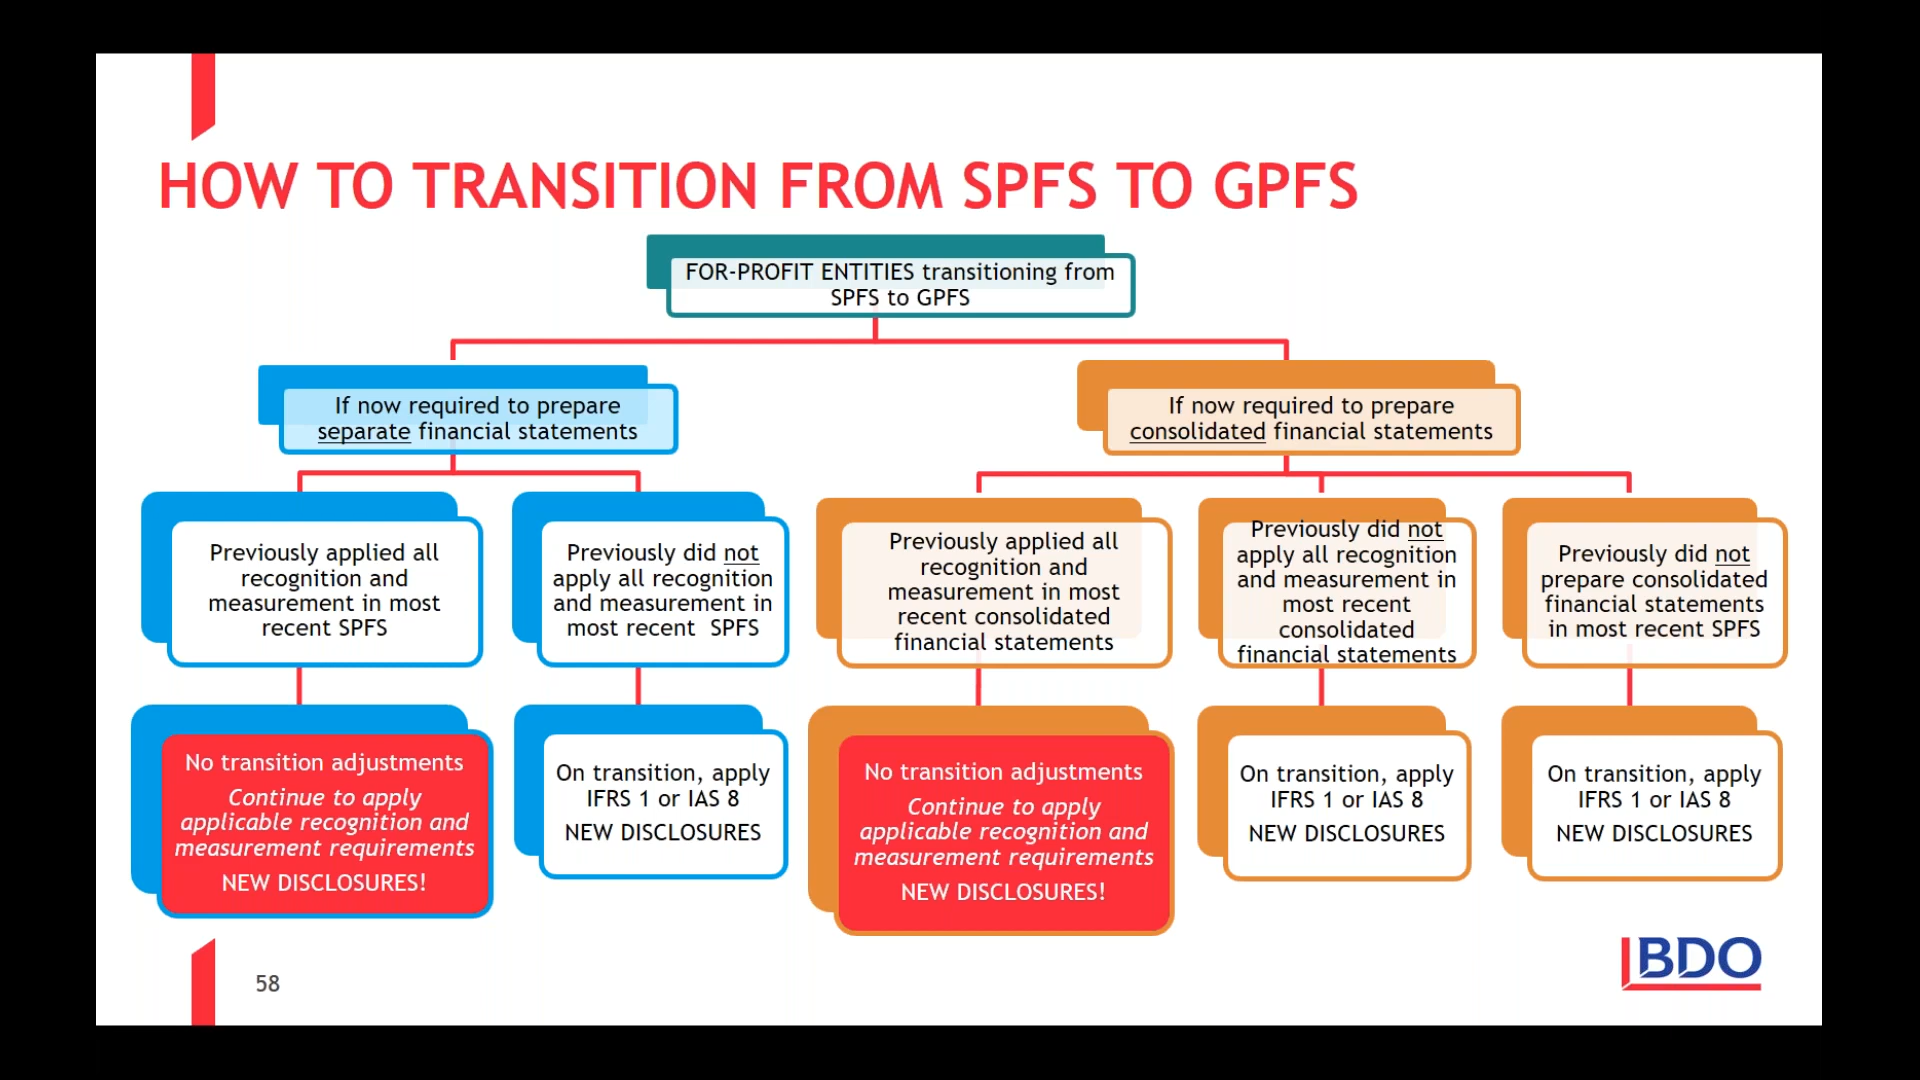 HOW TO TRANSITION FROM SPFS TO GPFS
FOR-PROFIT ENTITIES transitioning from
SPFS to GPFS
If now required to prepare
separate financial statements
If now required to prepare
consolidated financial statements
Previously applied all
recognition and
measurement in most
recent SPFS
Previously did not
apply all recognition
and measurement in
most recent SPFS
Previously applied all
recognition and
measurement in most
recent consolidated
financial statements
Previously did not
apply all recognition
and measurement in
most recent
consolidated
financial statements
Previously did not
prepare consolidated
financial statements
in most recent SPFS
No transition adjustments
Continue to apply
applicable recognition and
measurement requirements
NEW DISCLOSURES!
On transition, apply
IFRS 1 or IAS 8
NEW DISCLOSURES
No transition adjustments
Continue to apply
applicable recognition and
measurement requirements
NEW DISCLOSURES!
On transition, apply
IFRS 1 or IAS 8
NEW DISCLOSURES
On transition, apply
IFRS 1 or IAS 8
NEW DISCLOSURES
58
BDO